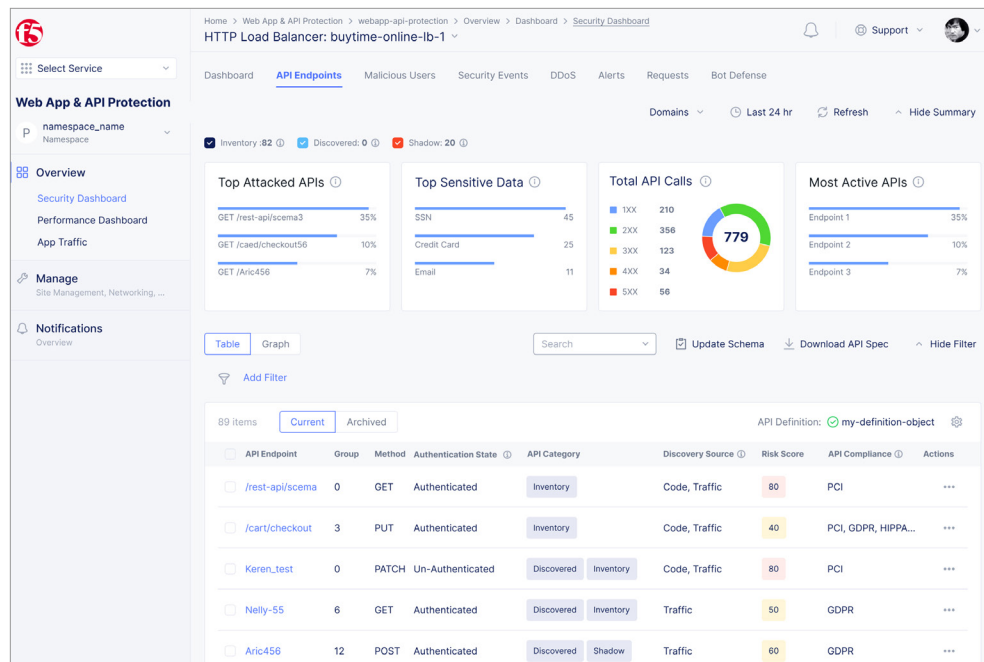 f5
Home > Web App & API Protection > webapp-api-protection > Overview > Dashboard > Security Dashboard
HTTP Load Balancer: buytime-online-lb-1
Support
Select Service
Web App & API Protection
P
namespace_name
Namespace
Overview
Security Dashboard
Performance Dashboard
App Traffic
Manage
Site Management, Networking, ...
Notifications
Overview
Dashboard API Endpoints Malicious Users Security Events DDoS Alerts Requests Bot Defense
Domains Last 24 hr Refresh Hide Summary
Inventory :82 Discovered: 0 Shadow: 20
Top Attacked APIs
GET /rest-api/scema3 35%
GET /caed/checkout56 10%
GET /Aric456 7%
Top Sensitive Data
SSN 45
Credit Card 25
Email 11
Total API Calls
1XX 210
2XX 356
3XX 123
4XX 34
5XX 56
779
Most Active APIs
Endpoint 1 35%
Endpoint 2 10%
Endpoint 3 7%
Table Graph
Search
Update Schema Download API Spec Hide Filter
Add Filter
89 items Current Archived API Definition: my-definition-object
API Endpoint Group Method Authentication State API Category Discovery Source Risk Score API Compliance Actions
/rest-api/scema 0 GET Authenticated Inventory Code, Traffic 80 PCI
/cart/checkout 3 PUT Authenticated Inventory Code, Traffic 40 PCI, GDPR, HIPPA...
Keren_test 0 PATCH Un-Authenticated Discovered Inventory Code, Traffic 80 PCI
Nelly-55 6 GET Authenticated Discovered Inventory Traffic 50 GDPR
Aric456 12 POST Authenticated Discovered Shadow Traffic 60 GDPR